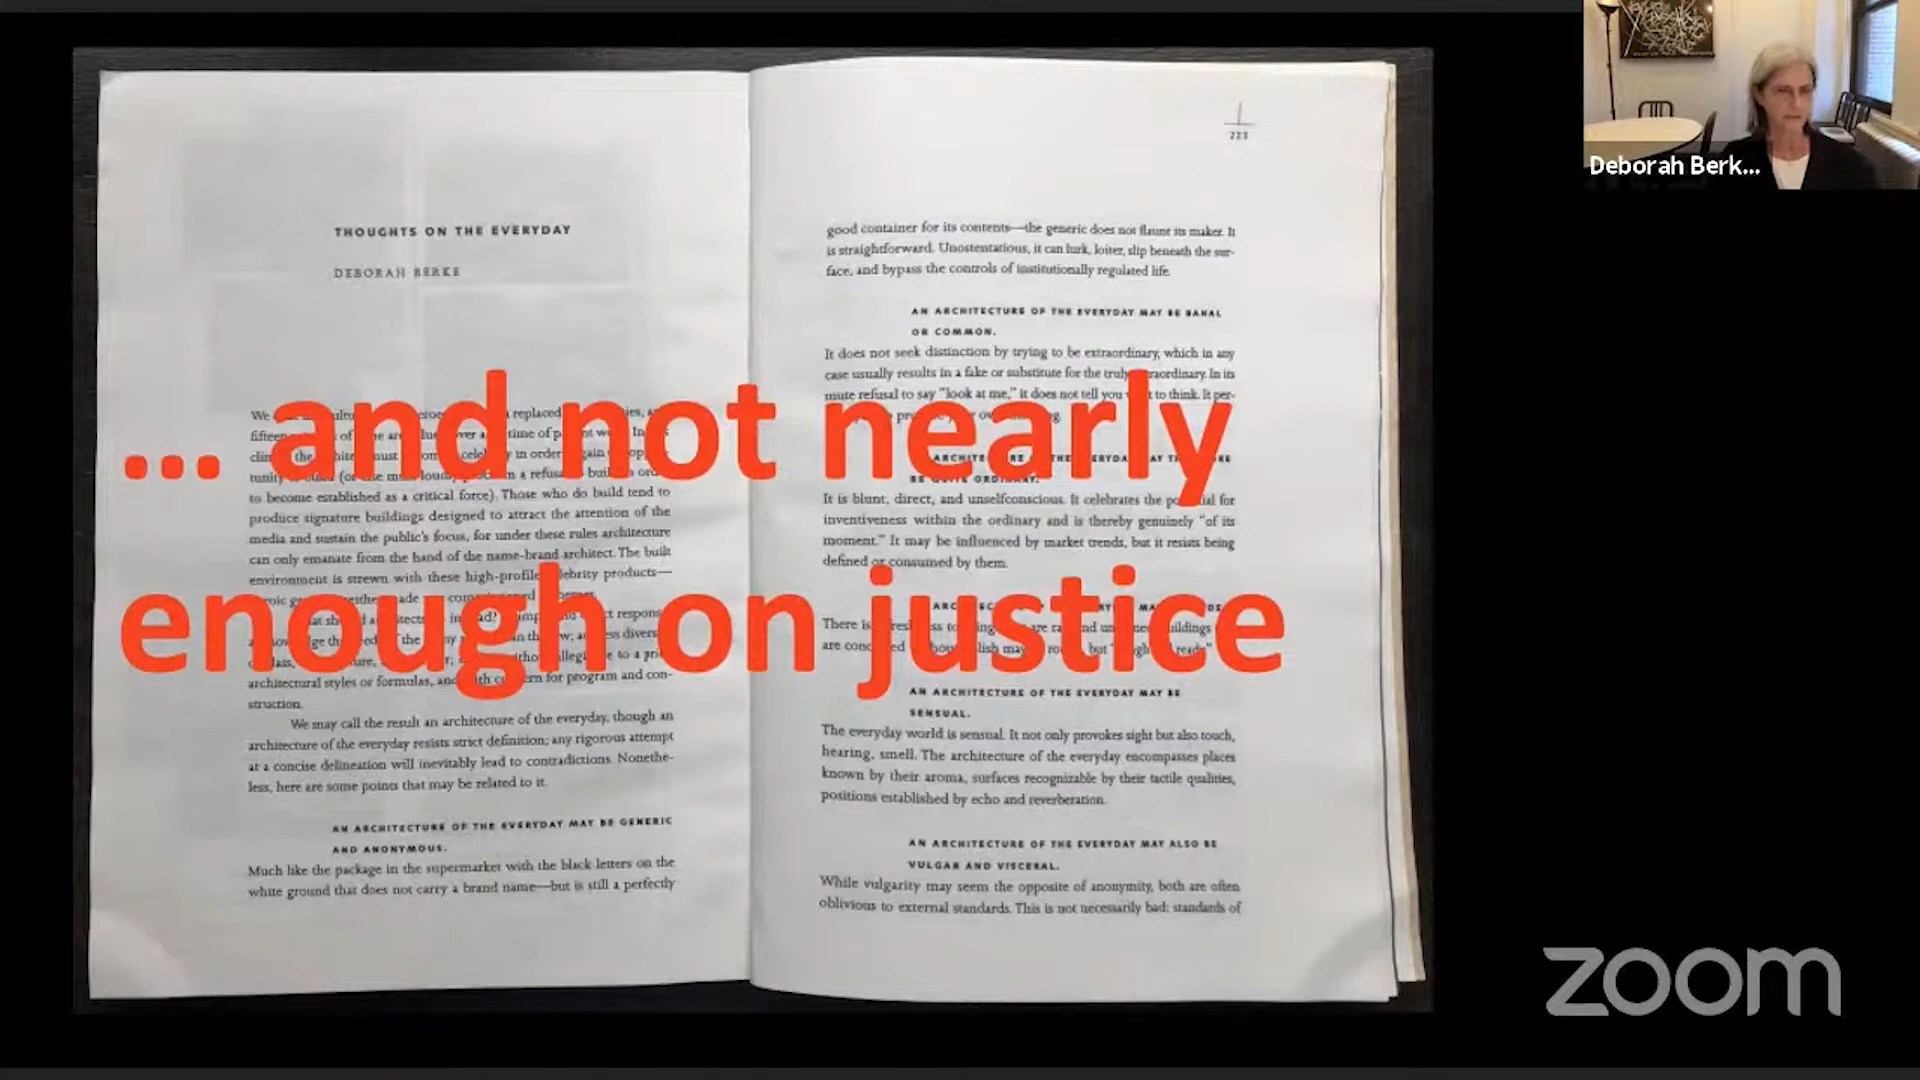 THOUGHTS ON THE EVERYDAY
DEBORAH BERKE
We
fifteen of
to become established as a critical force). Those who do build tend to
produce signature buildings designed to attract the attention of the
media and sustain the public's focus, for under these rules architecture
can only emanate from the hand of the name-brand architect. The built
environment is strewn with these high-profile products—
architectural styles or formulas, for program and con-
struction.
We may call the result an architecture of the everyday, though an
architecture of the everyday resists strict definition; any rigorous attempt
at a concise delineation will inevitably lead to contradictions. Nonethe-
less, here are some points that may be related to it.
AN ARCHITECTURE OF THE EVERYDAY MAY BE GENERIC
AND ANONYMOUS.
Much like the package in the supermarket with the black letters on the
white ground that does not carry a brand name—but is still a perfectly
223
good container for its contents—the generic does not flaunt its maker. It
is straightforward. Unostentatious, it can lurk, loiter, slip beneath the sur-
face, and bypass the controls of institutionally regulated life.
AN ARCHITECTURE OF THE EVERYDAY MAY BE BANAL
OR COMMON.
It does not seek distinction by trying to be extraordinary, which in any
case usually results in a fake or substitute for the truly extraordinary. In its
mute refusal to say "look at me," it does not tell you to think. It per-
It is blunt, direct, and unselfconscious. It celebrates the potential for
inventiveness within the ordinary and is thereby genuinely "of its
moment." It may be influenced by market trends, but it resists being
defined or consumed by them.
There is
are
AN ARCHITECTURE OF THE EVERYDAY MAY BE
SENSUAL.
The everyday world is sensual. It not only provokes sight but also touch,
hearing, smell. The architecture of the everyday encompasses places
known by their aroma, surfaces recognizable by their tactile qualities,
positions established by echo and reverberation.
AN ARCHITECTURE OF THE EVERYDAY MAY ALSO BE
VULGAR AND VISCERAL.
While vulgarity may seem the opposite of anonymity, both are often
oblivious to external standards. This is not necessarily bad: standards of
... and not nearly
enough on justice
Deborah Berk...
zoom